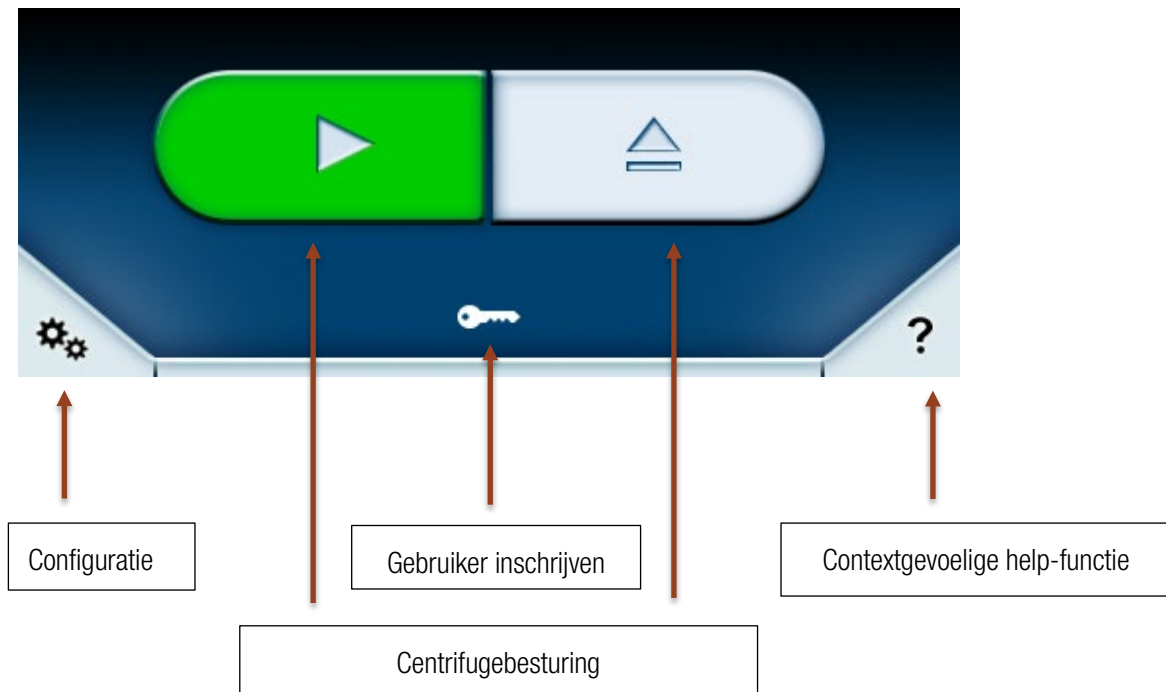 ?
Configuratie
Gebruiker inschrijven
Contextgevoelige help-functie
Centrifugebesturing